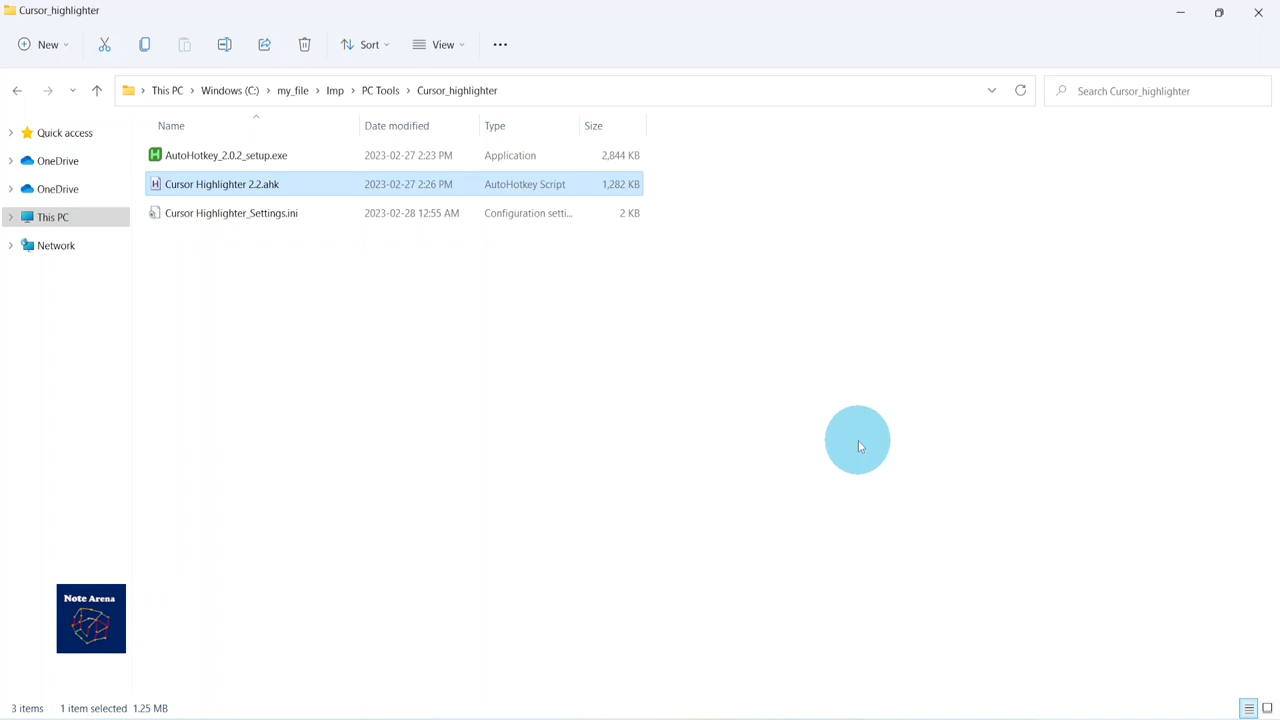 Cursor_highlighter
New
Sort
View
This PC > Windows (C:) > my_file > Imp > PC Tools > Cursor_highlighter
Search Cursor_highlighter
Name Date modified Type Size
Quick access
OneDrive
OneDrive
This PC
Network
AutoHotkey_2.0.2_setup.exe 2023-02-27 2:23 PM Application 2,844 KB
Cursor Highlighter 2.2.ahk 2023-02-27 2:26 PM AutoHotkey Script 1,282 KB
Cursor Highlighter_Settings.ini 2023-02-28 12:55 AM Configuration setti... 2 KB
Note Arena
3 items 1 item selected 1.25 MB